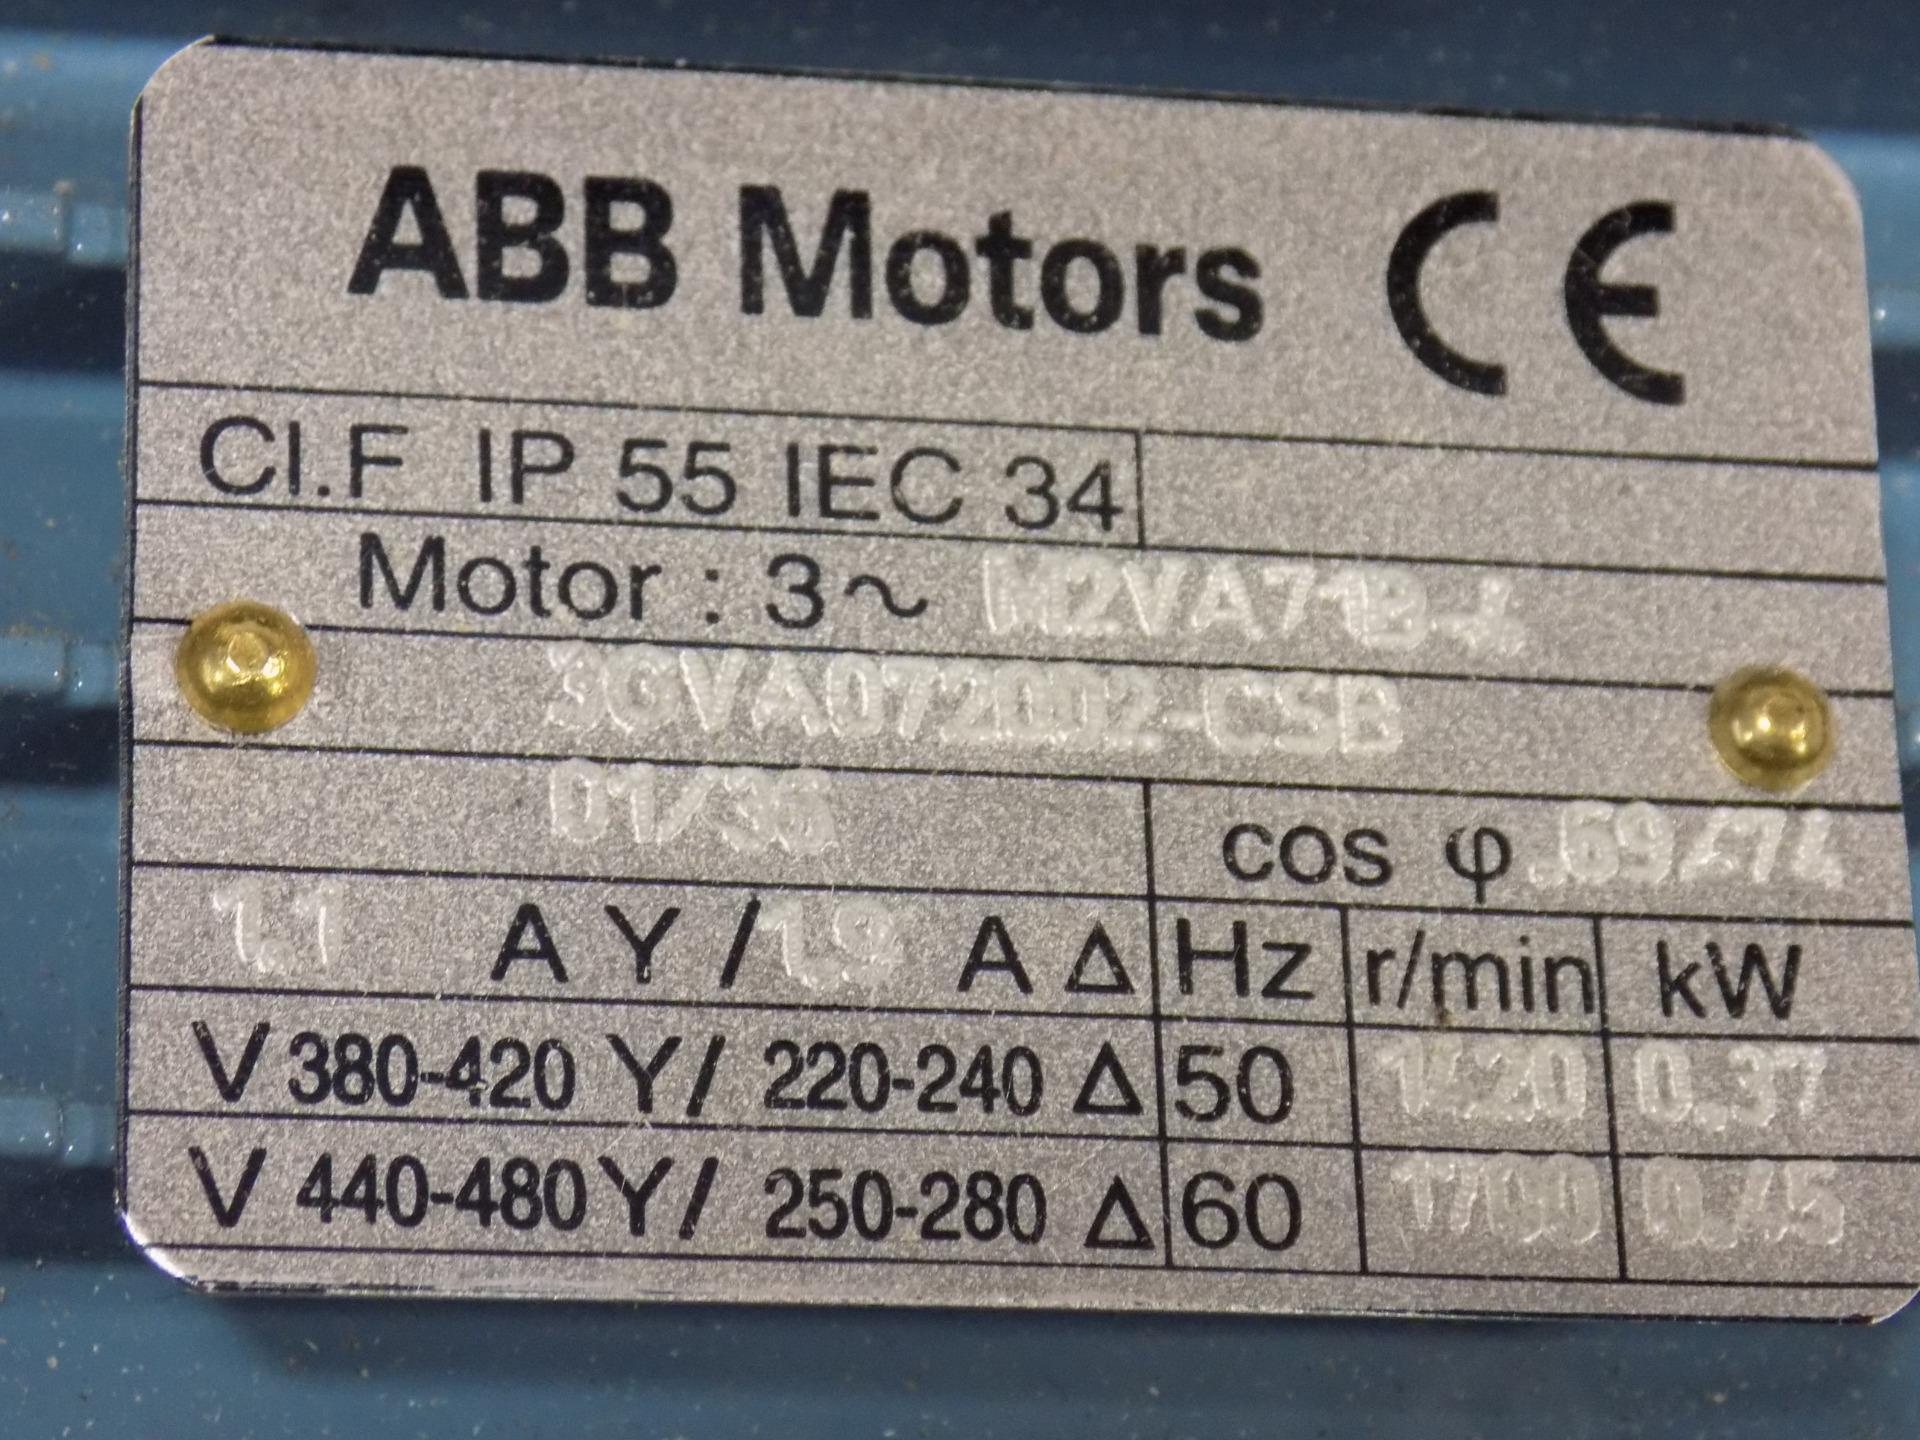 ABB Motors CE
Cl.F IP 55 IEC 34
Motor : 3~ M2VA71B-4
3GVA072002-CSB
01/36
cos φ .69/.74
1.1 A Y / 1.9 A Δ Hz r/min kW
V 380-420 Y/ 220-240 Δ 50 1420 0.37
V 440-480 Y/ 250-280 Δ 60 1700 0.45